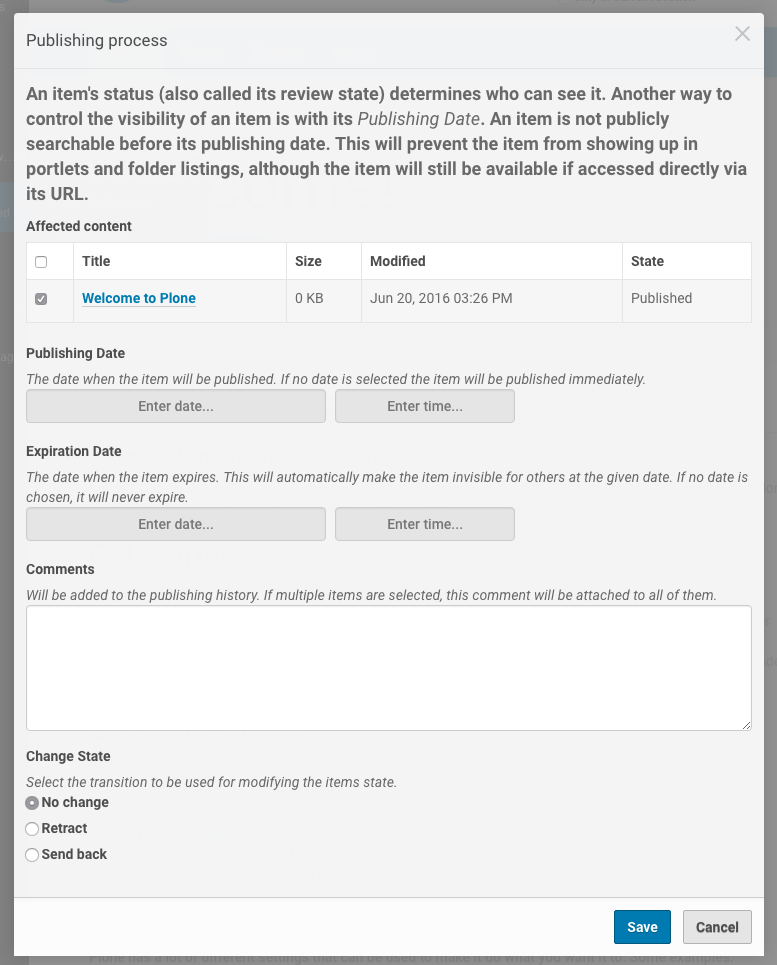 Publishing process
An item's status (also called its review state) determines who can see it. Another way to
control the visibility of an item is with its Publishing Date. An item is not publicly
searchable before its publishing date. This will prevent the item from showing up in
portlets and folder listings, although the item will still be available if accessed directly via
its URL.
Affected content
Title Size Modified State
Welcome to Plone 0 KB Jun 20, 2016 03:26 PM Published
Publishing Date
The date when the item will be published. If no date is selected the item will be published immediately.
Enter date... Enter time...
Expiration Date
The date when the item expires. This will automatically make the item invisible for others at the given date. If no date is
chosen, it will never expire.
Enter date... Enter time...
Comments
Will be added to the publishing history. If multiple items are selected, this comment will be attached to all of them.
Change State
Select the transition to be used for modifying the items state.
No change
Retract
Send back
Save Cancel
Plone has a lot of different settings that can be used to make it do what you want it to. Some examples: